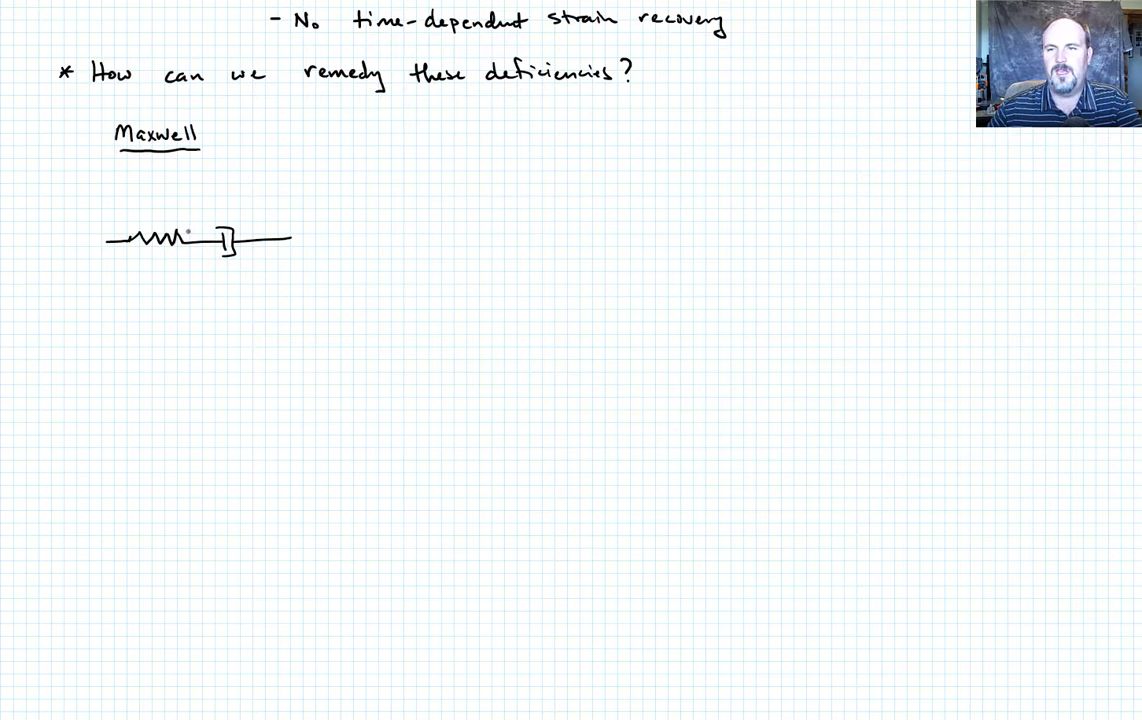 - No time-dependent strain recovery
* How can we remedy these deficiencies?
Maxwell